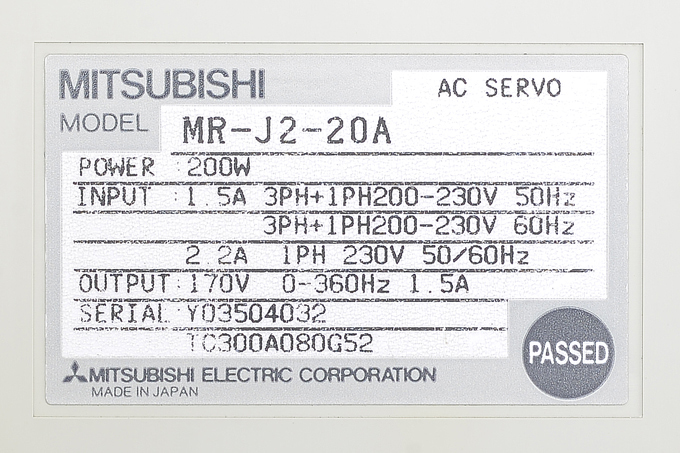 MITSUBISHI AC SERVO
MODEL MR-J2-20A
POWER : 200W
INPUT : 1.5A 3PH+1PH200-230V 50Hz
3PH+1PH200-230V 60Hz
2.2A 1PH 230V 50/60Hz
OUTPUT: 170V 0-360Hz 1.5A
SERIAL: Y03504032
TC300A080G52
PASSED
MITSUBISHI ELECTRIC CORPORATION
MADE IN JAPAN